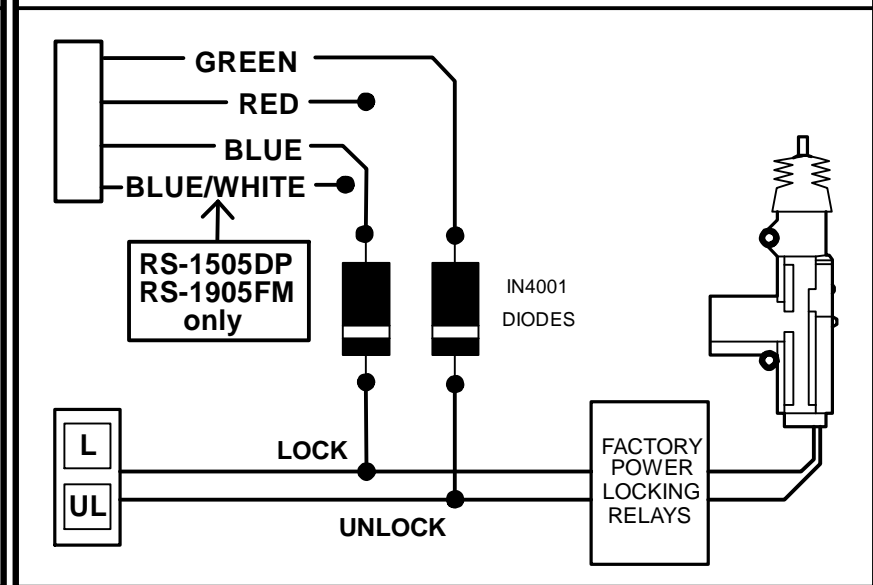 GREEN
RED
BLUE
BLUE/WHITE
RS-1505DP
RS-1905FM
only
IN4001
DIODES
L
LOCK
UL
UNLOCK
FACTORY
POWER
LOCKING
RELAYS